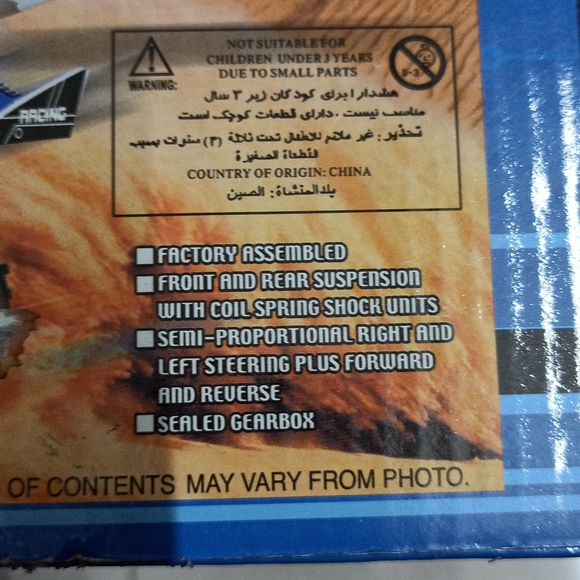 RACING
NOT SUITABLE FOR
CHILDREN UNDER 3 YEARS
DUE TO SMALL PARTS
WARNING:
0-3
هشدار ! برای کودکان زیر ۳ سال
مناسب نیست ، دارای قطعات کوچک است
تحذير : غير ملائم للاطفال تحت ثلاثة (٣) سنوات بسبب
القطعاة الصغيرة
COUNTRY OF ORIGIN: CHINA
بلدالمنشاة: الصين
FACTORY ASSEMBLED
FRONT AND REAR SUSPENSION
WITH COIL SPRING SHOCK UNITS
SEMI-PROPORTIONAL RIGHT AND
LEFT STEERING PLUS FORWARD
AND REVERSE
SEALED GEARBOX
OF CONTENTS MAY VARY FROM PHOTO.